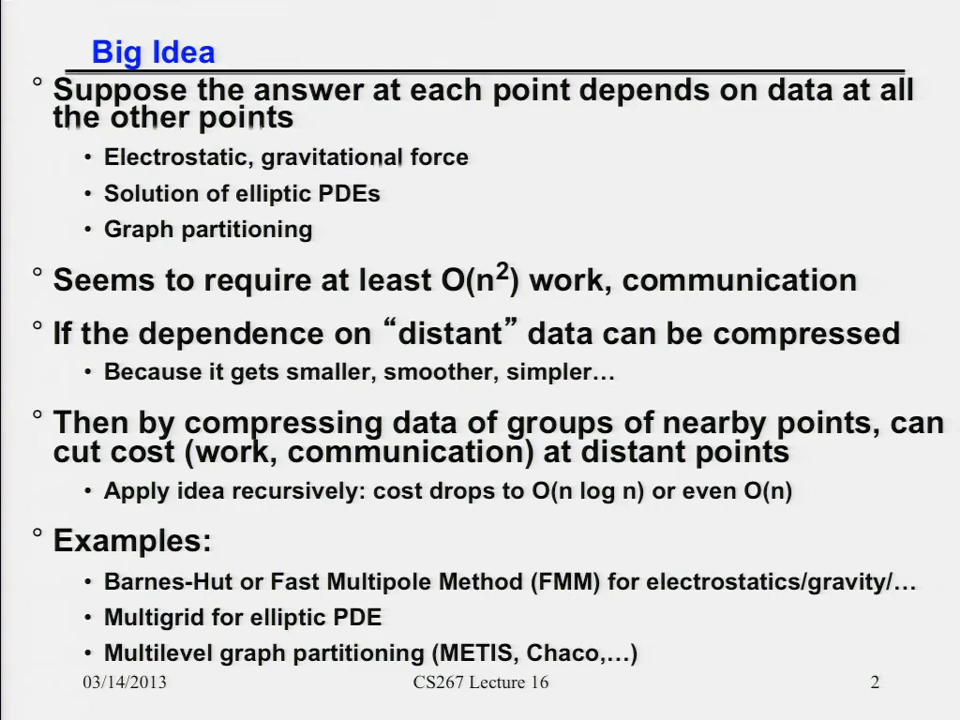 Big Idea
° Suppose the answer at each point depends on data at all
the other points
• Electrostatic, gravitational force
• Solution of elliptic PDEs
• Graph partitioning
° Seems to require at least O(n²) work, communication
° If the dependence on “distant” data can be compressed
• Because it gets smaller, smoother, simpler…
° Then by compressing data of groups of nearby points, can
cut cost (work, communication) at distant points
• Apply idea recursively: cost drops to O(n log n) or even O(n)
° Examples:
• Barnes-Hut or Fast Multipole Method (FMM) for electrostatics/gravity/…
• Multigrid for elliptic PDE
• Multilevel graph partitioning (METIS, Chaco,…)
03/14/2013 CS267 Lecture 16 2